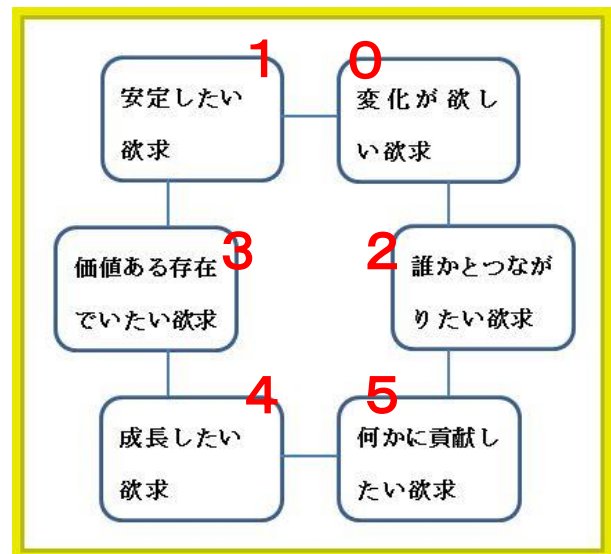 1
安定したい
欲求
0
変化が欲し
い欲求
3
価値ある存在
でいたい欲求
2
誰かとつなが
りたい欲求
4
成長したい
欲求
5
何かに貢献し
たい欲求